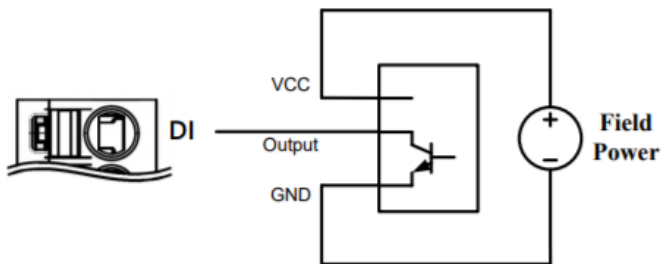 VCC
DI
Output
GND
+
Field
Power
−